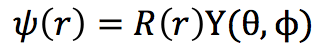 ψ(r) = R(r)Y(θ, ϕ)